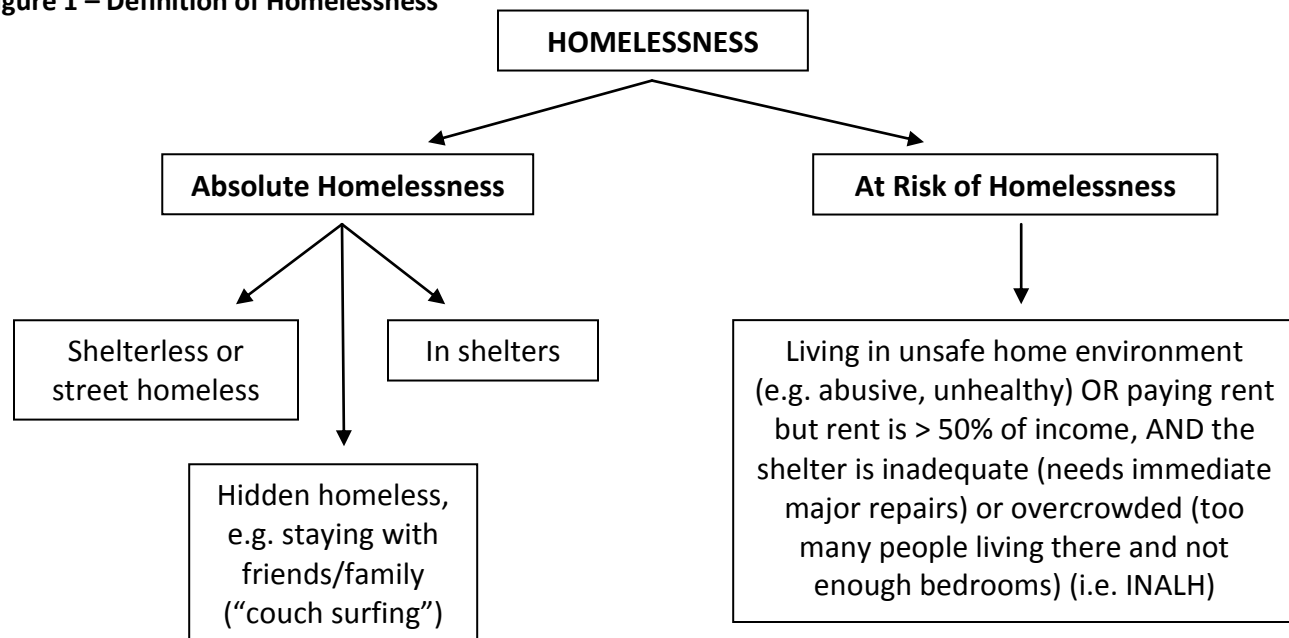 gure 1 – Definition of Homelessness
HOMELESSNESS
Absolute Homelessness
At Risk of Homelessness
Shelterless or
street homeless
In shelters
Hidden homeless,
e.g. staying with
friends/family
(“couch surfing”)
Living in unsafe home environment
(e.g. abusive, unhealthy) OR paying rent
but rent is > 50% of income, AND the
shelter is inadequate (needs immediate
major repairs) or overcrowded (too
many people living there and not
enough bedrooms) (i.e. INALH)